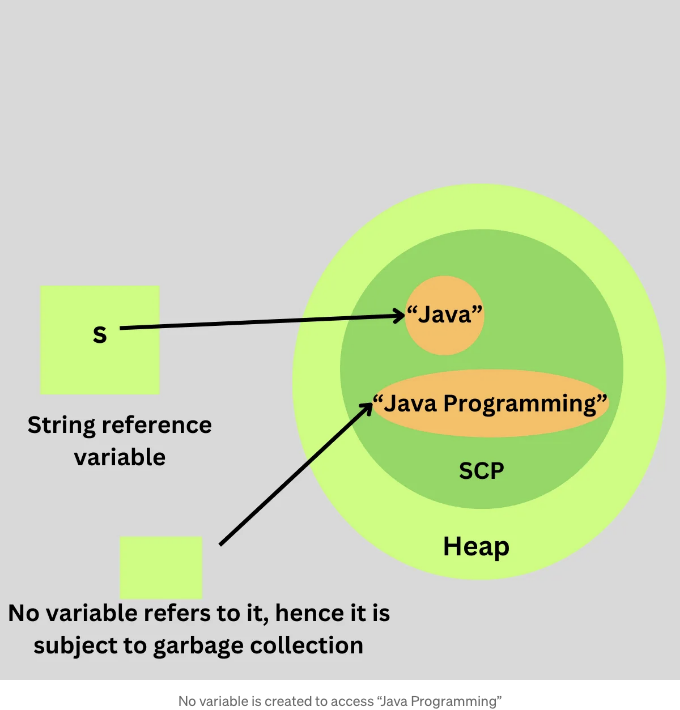 S
“Java”
“Java Programming”
String reference
variable
SCP
Heap
No variable refers to it, hence it is
subject to garbage collection
No variable is created to access “Java Programming”